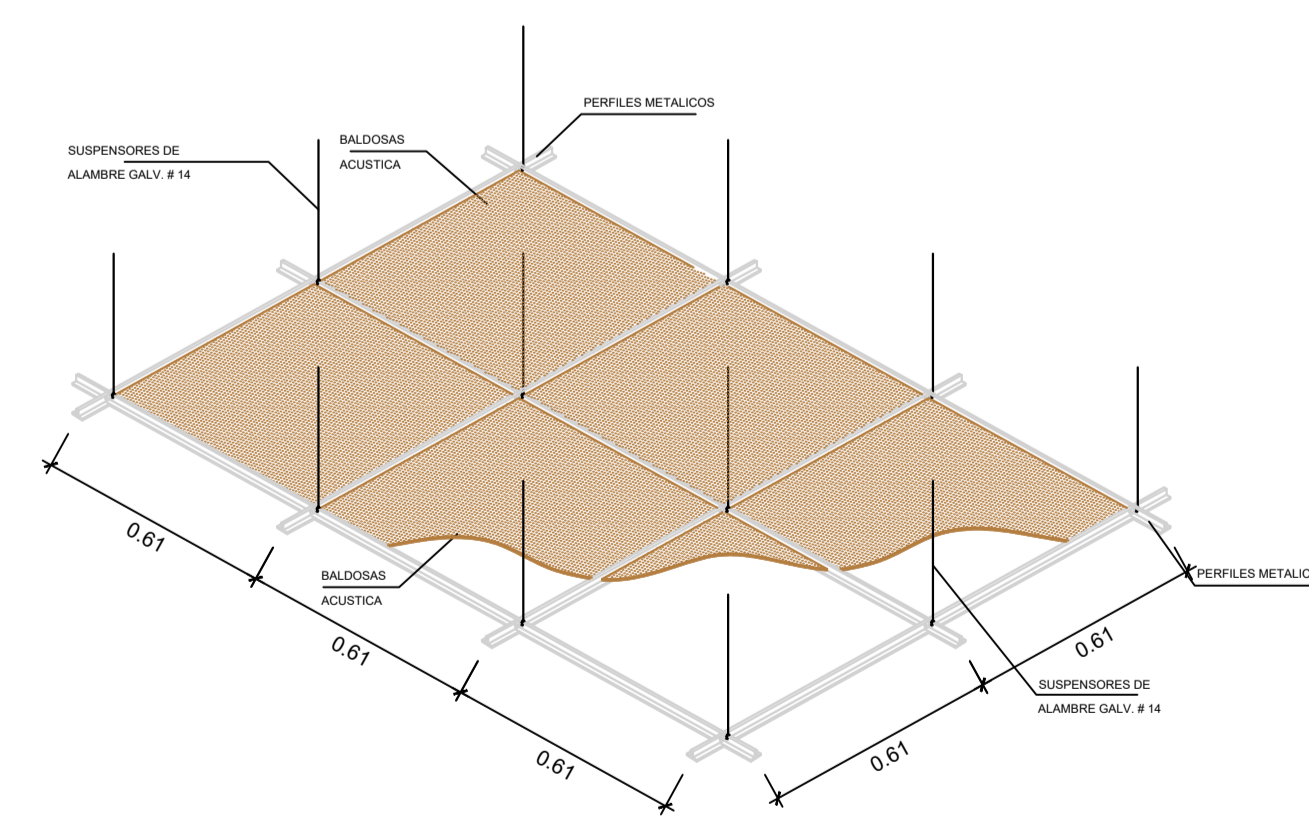 PERFILES METALICOS
BALDOSAS
ACUSTICA
SUSPENSORES DE
ALAMBRE GALV. # 14
0.61
BALDOSAS
ACUSTICA
PERFILES METALIC
0.61
0.61
SUSPENSORES DE
ALAMBRE GALV. # 14
0.61
0.61